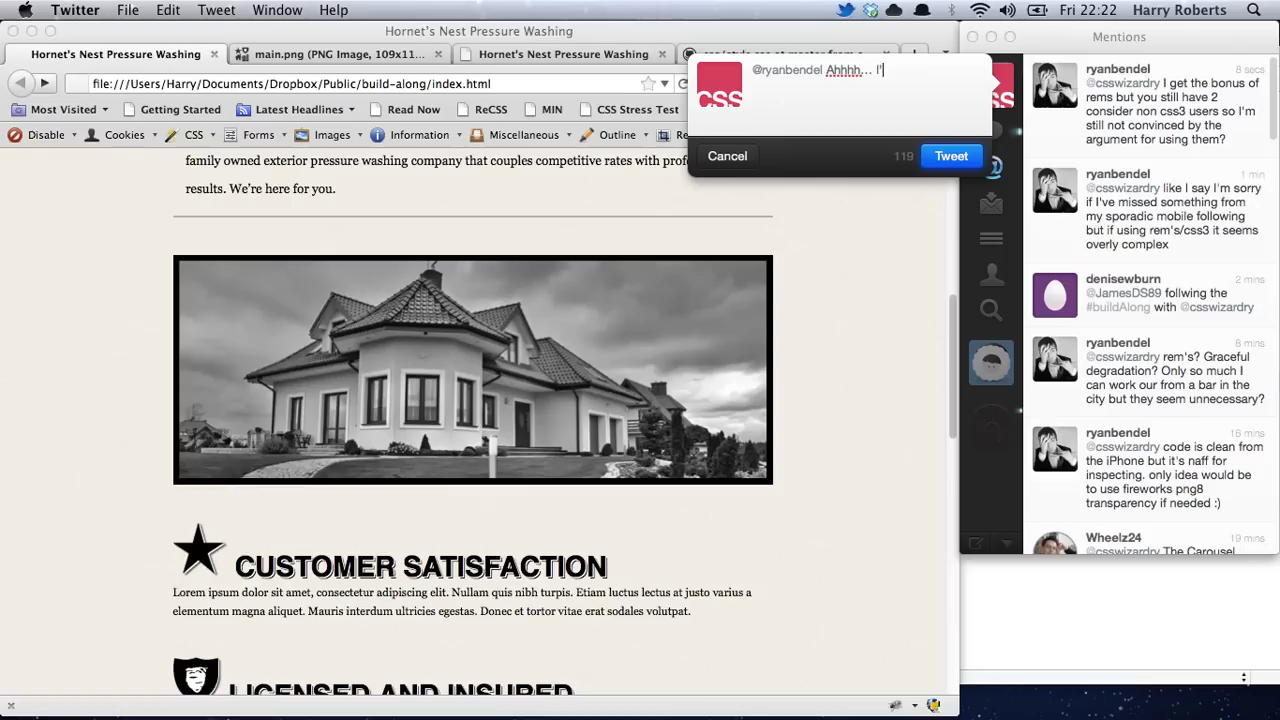 Twitter File Edit Tweet Window Help
Fri 22:22 Harry Roberts
Hornet's Nest Pressure Washing
Hornet's Nest Pressure Washing
main.png (PNG Image, 109x11...
Hornet's Nest Pressure Washing
file:///Users/Harry/Documents/Dropbox/Public/build-along/index.html
Most Visited Getting Started Latest Headlines Read Now ReCSS MIN CSS Stress Test
Disable Cookies CSS Forms Images Information Miscellaneous Outline
family owned exterior pressure washing company that couples competitive rates with
results. We're here for you.
CUSTOMER SATISFACTION
Lorem ipsum dolor sit amet, consectetur adipiscing elit. Nullam quis nibh turpis. Etiam luctus lectus at justo varius a
elementum magna aliquet. Mauris interdum ultricies egestas. Donec et tortor vitae erat sodales volutpat.
LICENSED AND INSURED
@ryanbendel Ahhhh... I'
CSS
Cancel 119 Tweet
Mentions
ryanbendel 8 secs
@csswizardry I get the bonus of
rems but you still have 2
consider non css3 users so I'm
still not convinced by the
argument for using them?
ryanbendel 1 min
@csswizardry like I say I'm sorry
if I've missed something from
my sporadic mobile following
but if using rem's/css3 it seems
overly complex
denisewburn 2 mins
@JamesDS89 follwing the
#buildAlong with @csswizardry
ryanbendel 8 mins
@csswizardry rem's? Graceful
degradation? Only so much I
can work our from a bar in the
city but they seem unnecessary?
ryanbendel 16 mins
@csswizardry code is clean from
the iPhone but it's naff for
inspecting. only idea would be
to use fireworks png8
transparency if needed :)
Wheelz24 19 mins
@csswizardry The Carousel